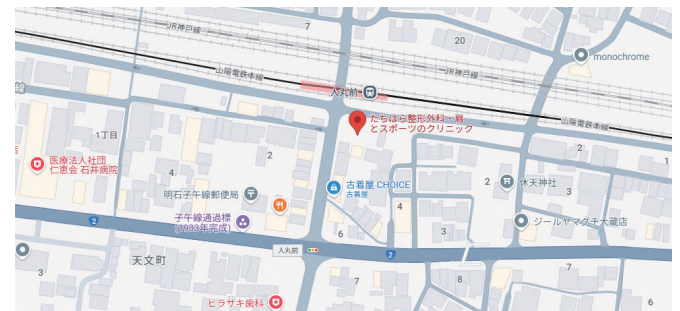 7
JR神戸線
20
monochrome
JR神戸線
山陽電鉄本線
人丸前
山陽電鉄本線
たちはら整形外科・肩
とスポーツのクリニック
1丁目
2
2
1
医療法人社団
仁恵会 石井病院
4
古着屋 CHOICE
古着屋
2
休天神社
3
明石子午線郵便局
4
子午線通過標
(1933年完成)
ジールヤマグチ大蔵店
2
6
3
人丸前
2
天文町
3
7
8
7
6
ヒラサキ歯科